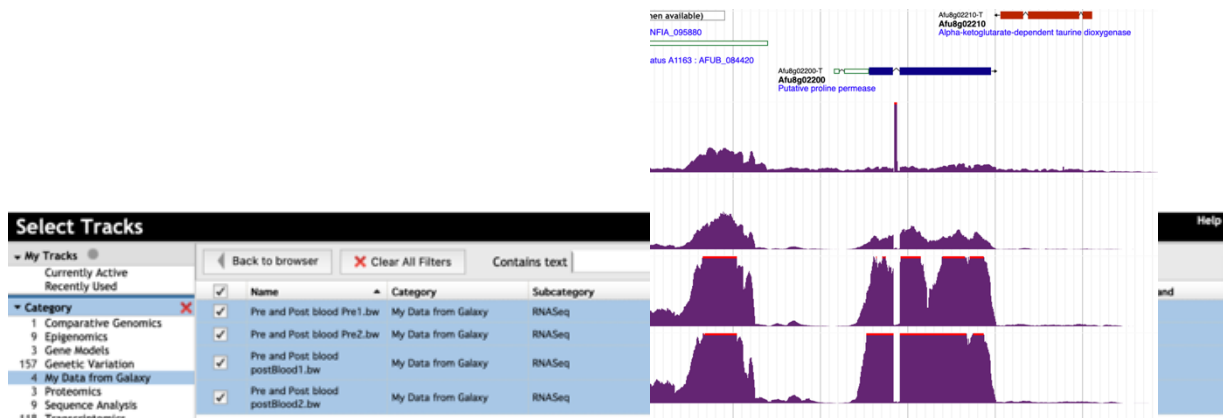 hen available)
NFIA_095880
atus A1163 : AFUB_084420
Afu8g02210-T
Afu8g02210
Alpha-ketoglutarate-dependent taurine dioxygenase
Afu8g02200-T
Afu8g02200
Putative proline permease
Select Tracks
Help
My Tracks
Currently Active
Recently Used
Back to browser
Clear All Filters
Contains text
Category
1 Comparative Genomics
9 Epigenomics
3 Gene Models
157 Genetic Variation
4 My Data from Galaxy
3 Proteomics
9 Sequence Analysis
Name Category Subcategory and
Pre and Post blood Pre1.bw My Data from Galaxy RNASeq
Pre and Post blood Pre2.bw My Data from Galaxy RNASeq
Pre and Post blood
postBlood1.bw My Data from Galaxy RNASeq
Pre and Post blood
postBlood2.bw My Data from Galaxy RNASeq